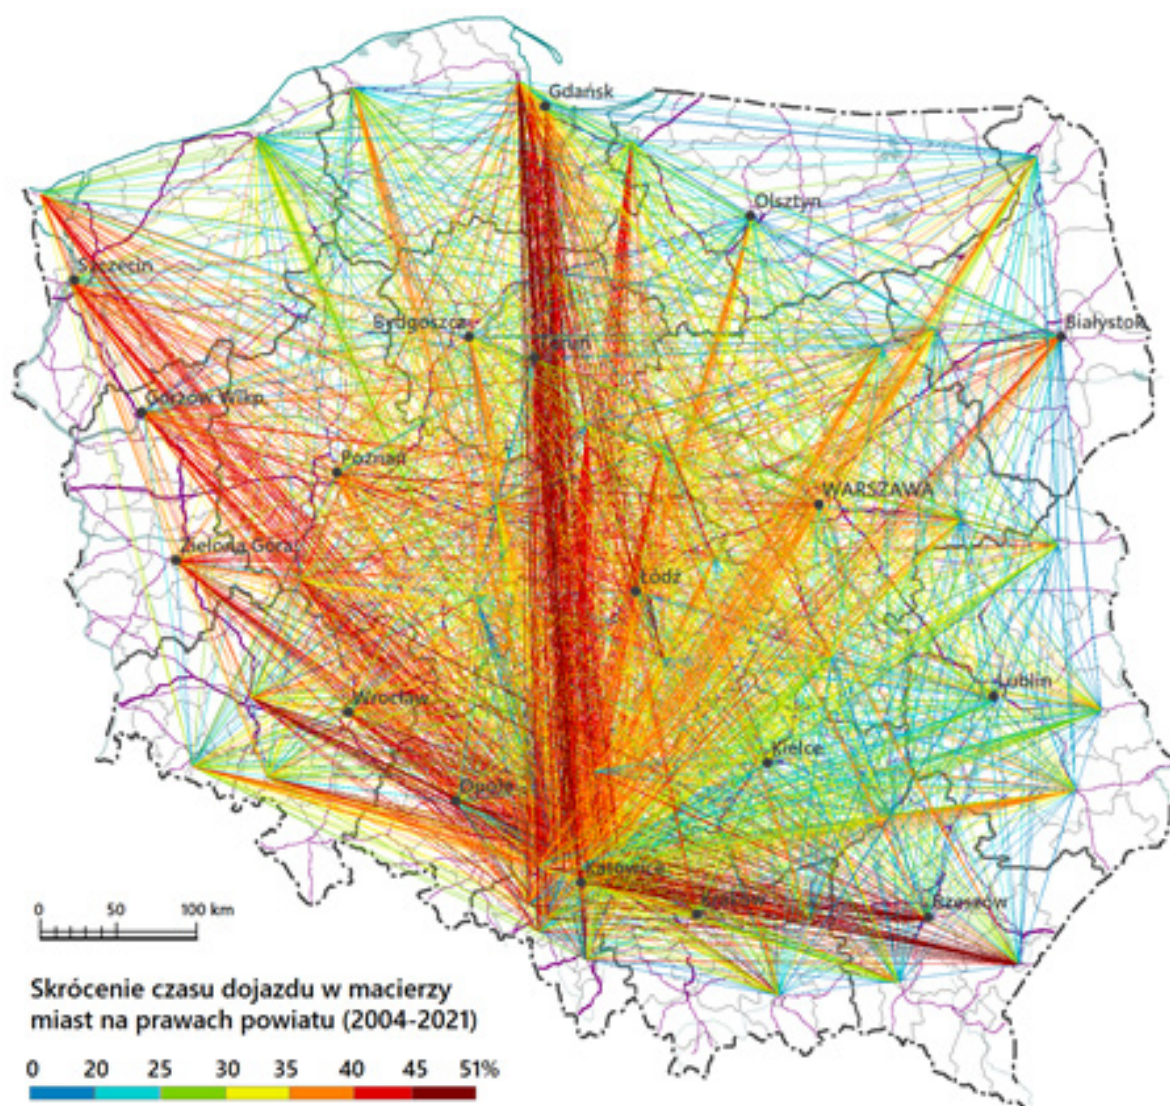 Gdańsk
Olsztyn
Szczecin
Bydgoszcz
Białystok
Toruń
Gorzów Wlkp
Poznań
WARSZAWA
Zielona Góra
Łódź
Wrocław
Lublin
Kielce
Opole
Katowice
Kraków
Rzeszów
0 50 100 km
Skrócenie czasu dojazdu w macierzy
miast na prawach powiatu (2004-2021)
0 20 25 30 35 40 45 51%